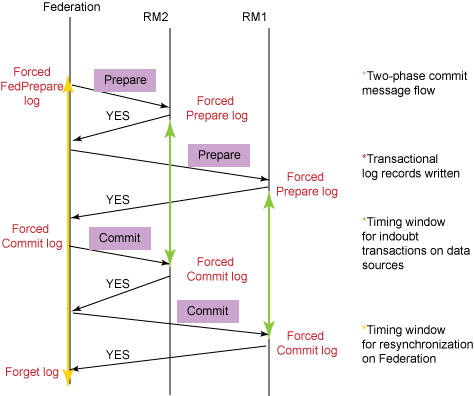 Federation
RM2
RM1
Forced
FedPrepare
log
Prepare
*Two-phase commit
message flow
Forced
Prepare log
YES
Prepare
*Transactional
log records written
Forced
Prepare log
YES
Forced
Commit log
Commit
*Timing window
for indoubt
transactions on data
sources
Forced
Commit log
YES
Commit
*Timing window
for resynchronization
on Federation
Forced
Commit log
YES
Forget log